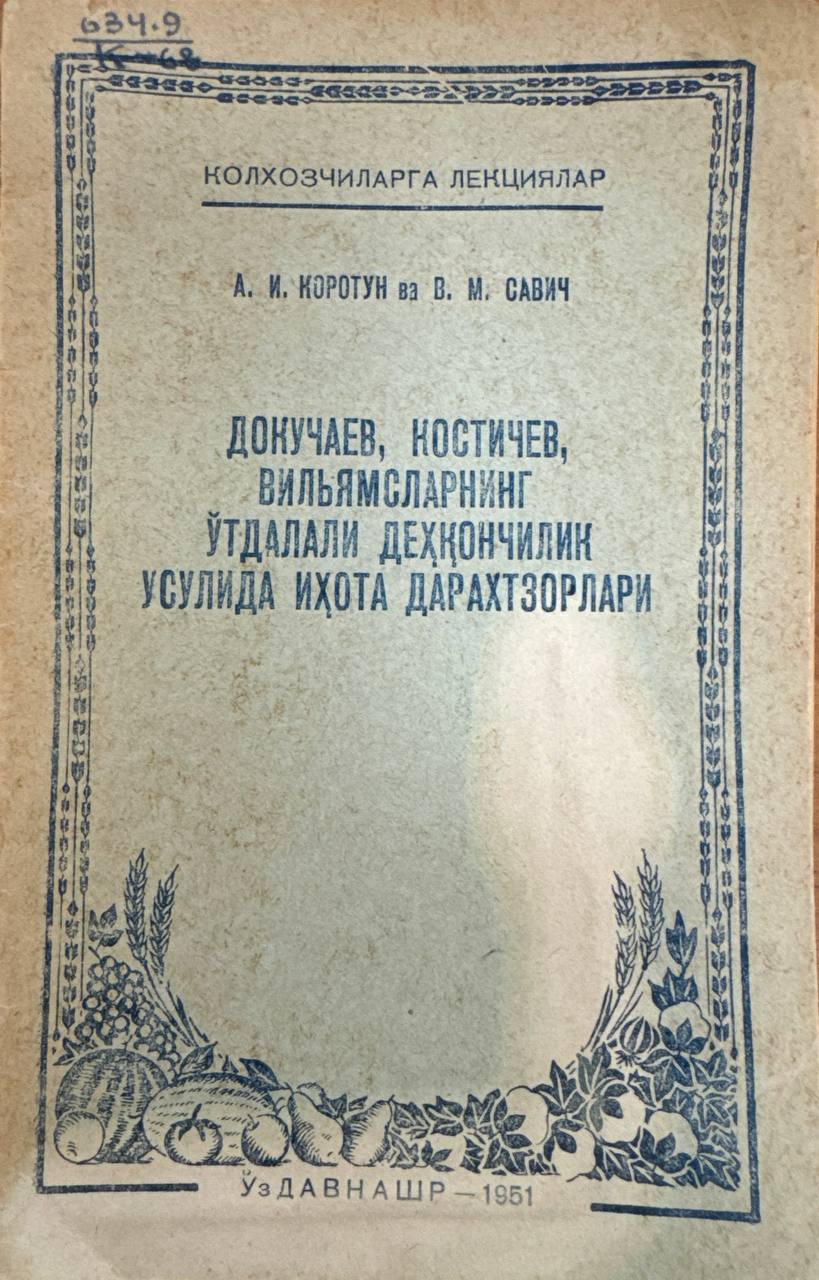 634.9
К-68
КОЛХОЗЧИЛАРГА ЛЕКЦИЯЛАР
А. И. КОРОТУН ва В. М. САВИЧ
ДОКУЧАЕВ, КОСТИЧЕВ,
ВИЛЬЯМСЛАРНИНГ
ЎТДАЛАЛИ ДЕҲҚОНЧИЛИК
УСУЛИДА ИҲОТА ДАРАХТЗОРЛАРИ
ЎзДАВНАШР — 1951